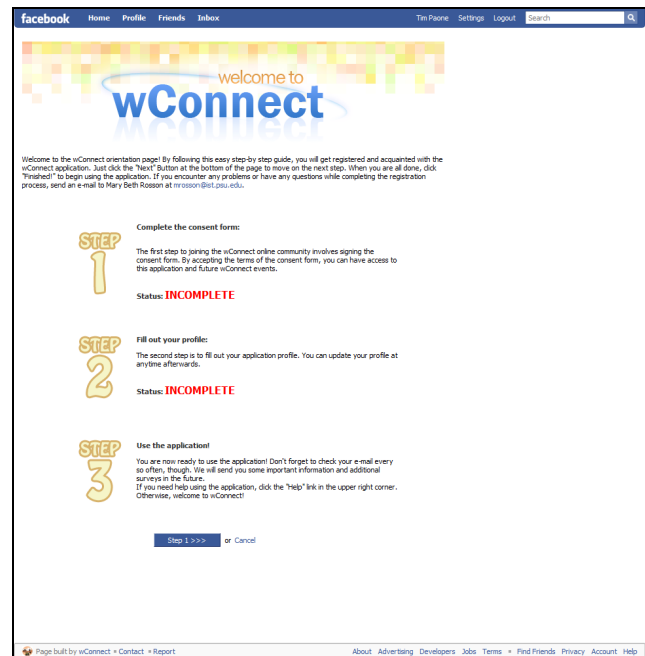 facebook Home Profile Friends Inbox Tim Paone Settings Logout Search
welcome to
wConnect
Welcome to the wConnect orientation page! By following this easy step-by step guide, you will get registered and acquainted with the
wConnect application. Just click the "Next" Button at the bottom of the page to move on the next step. When you are all done, click
"Finished!" to begin using the application. If you encounter any problems or have any questions while completing the registration
process, send an e-mail to Mary Beth Rosson at mrosson@ist.psu.edu.
STEP
1
Complete the consent form:
The first step to joining the wConnect online community involves signing the
consent form. By accepting the terms of the consent form, you can have access to
this application and future wConnect events.
Status: INCOMPLETE
STEP
2
Fill out your profile:
The second step is to fill out your application profile. You can update your profile at
anytime afterwards.
Status: INCOMPLETE
STEP
3
Use the application!
You are now ready to use the application! Don't forget to check your e-mail every
so often, though. We will send you some important information and additional
surveys in the future.
If you need help using the application, click the "Help" link in the upper right corner.
Otherwise, welcome to wConnect!
Step 1 >>> or Cancel
Page built by wConnect • Contact • Report About Advertising Developers Jobs Terms • Find Friends Privacy Account Help